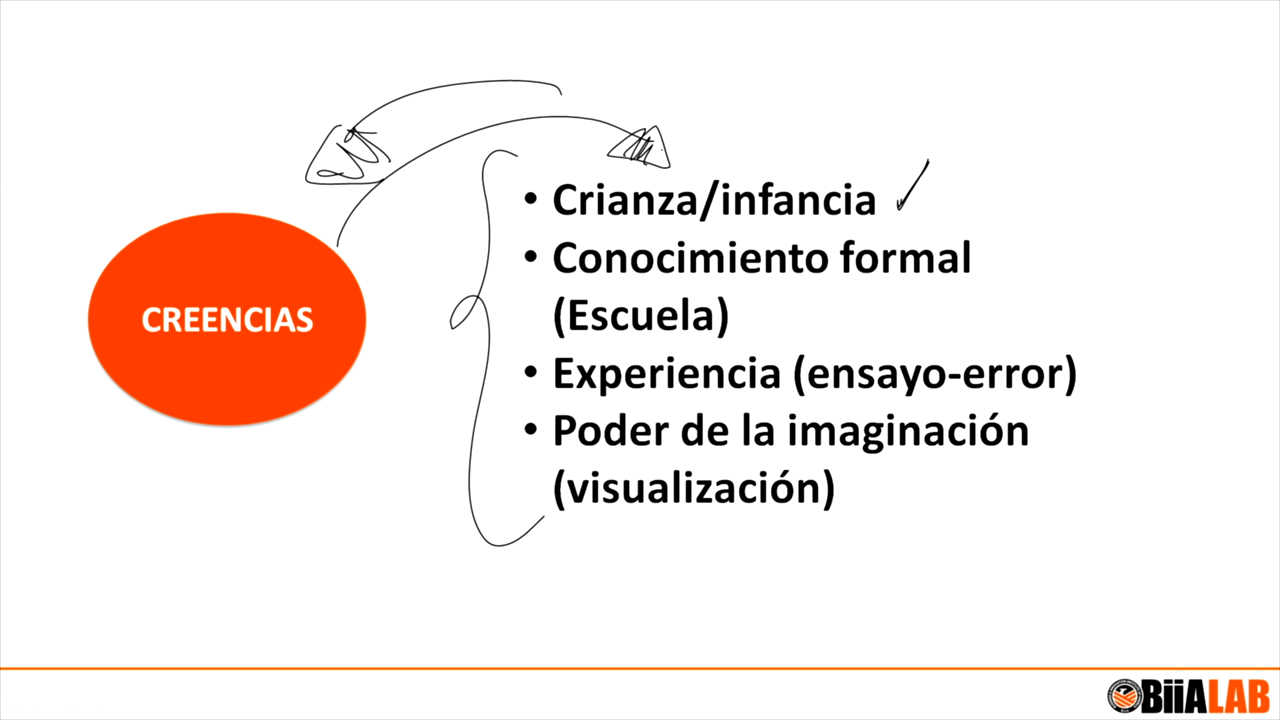 CREENCIAS
• Crianza/infancia
• Conocimiento formal
(Escuela)
• Experiencia (ensayo-error)
• Poder de la imaginación
(visualización)
BiiALAB